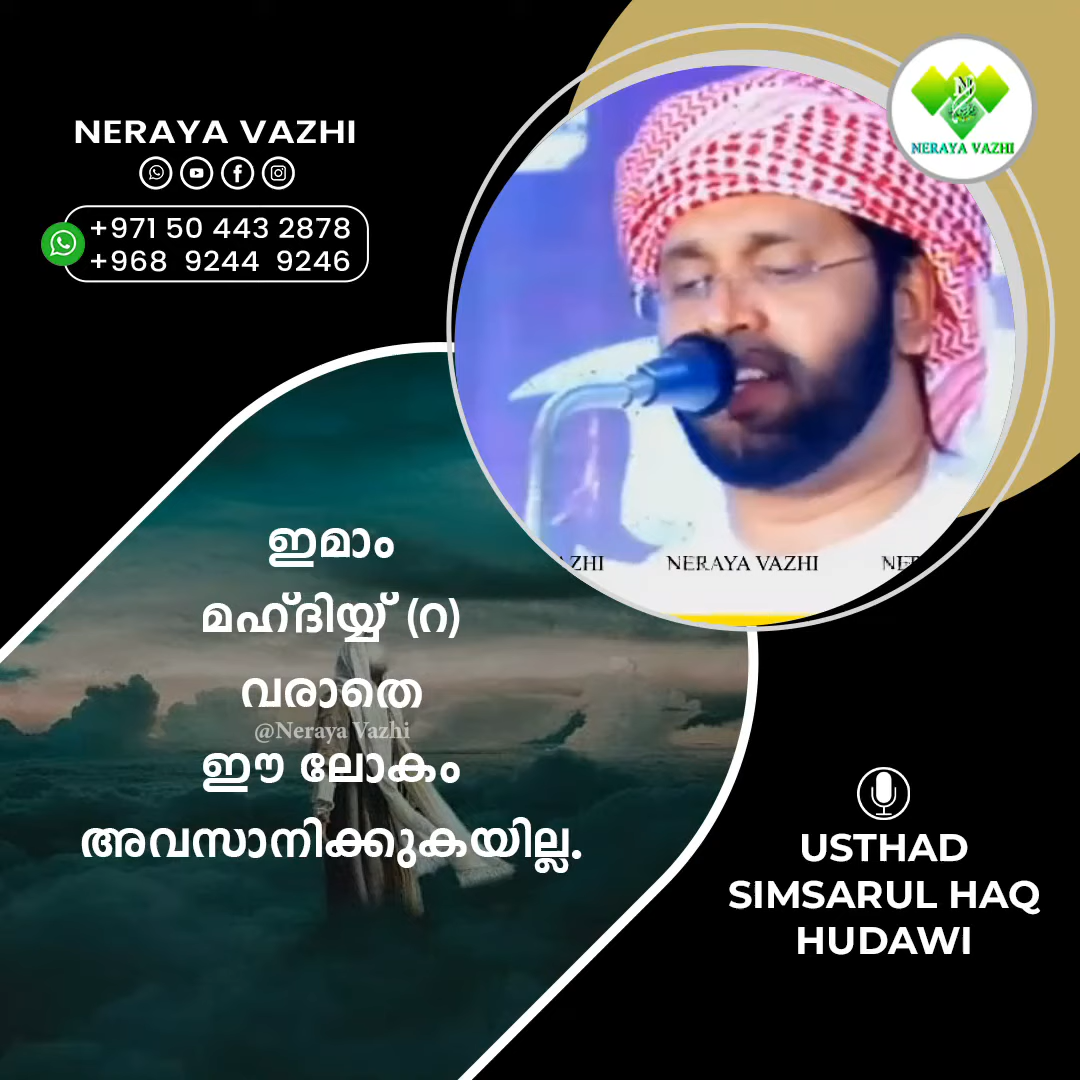 NERAYA VAZHI
+971 50 443 2878
+968 9244 9246
NERAYA VAZHI
NERAYA VAZHI
ഇമാം
മഹ്ദിയ്യ് (റ)
വരാതെ
@Neraya Vazhi
ഈ ലോകം
അവസാനിക്കുകയില്ല.
USTHAD
SIMSARUL HAQ
HUDAWI